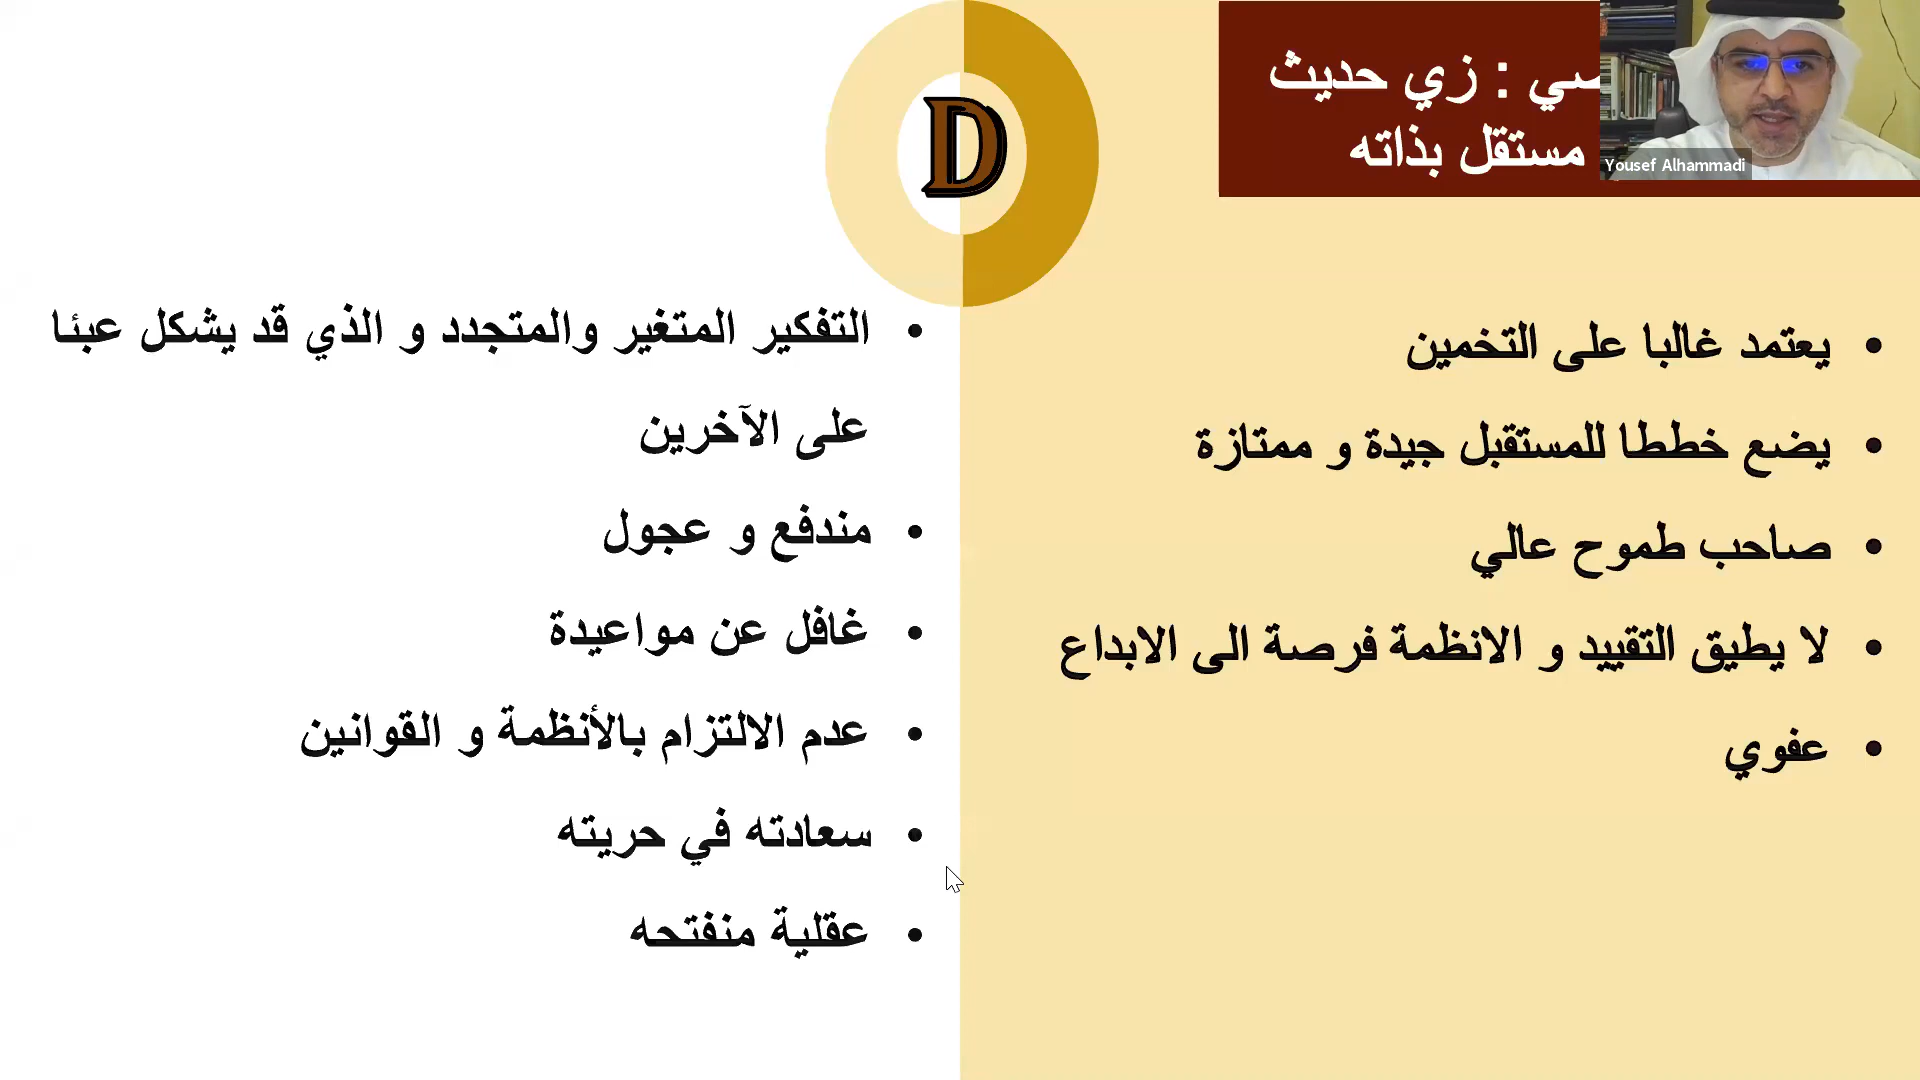 : زي حديث
مستقل بذاته
Yousef Alhammadi
D
• يعتمد غالبا على التخمين
• يضع خططا للمستقبل جيدة و ممتازة
• صاحب طموح عالي
• لا يطيق التقييد و الانظمة فرصة الى الابداع
• عفوي
• التفكير المتغير والمتجدد و الذي قد يشكل عبئا
على الآخرين
• مندفع و عجول
• غافل عن مواعيدة
• عدم الالتزام بالأنظمة و القوانين
• سعادته في حريته
• عقلية منفتحه